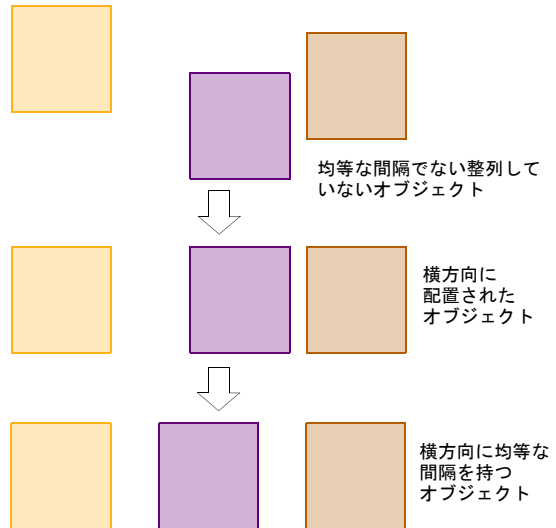 均等な間隔でない整列して
いないオブジェクト
横方向に
配置された
オブジェクト
横方向に均等な
間隔を持つ
オブジェクト